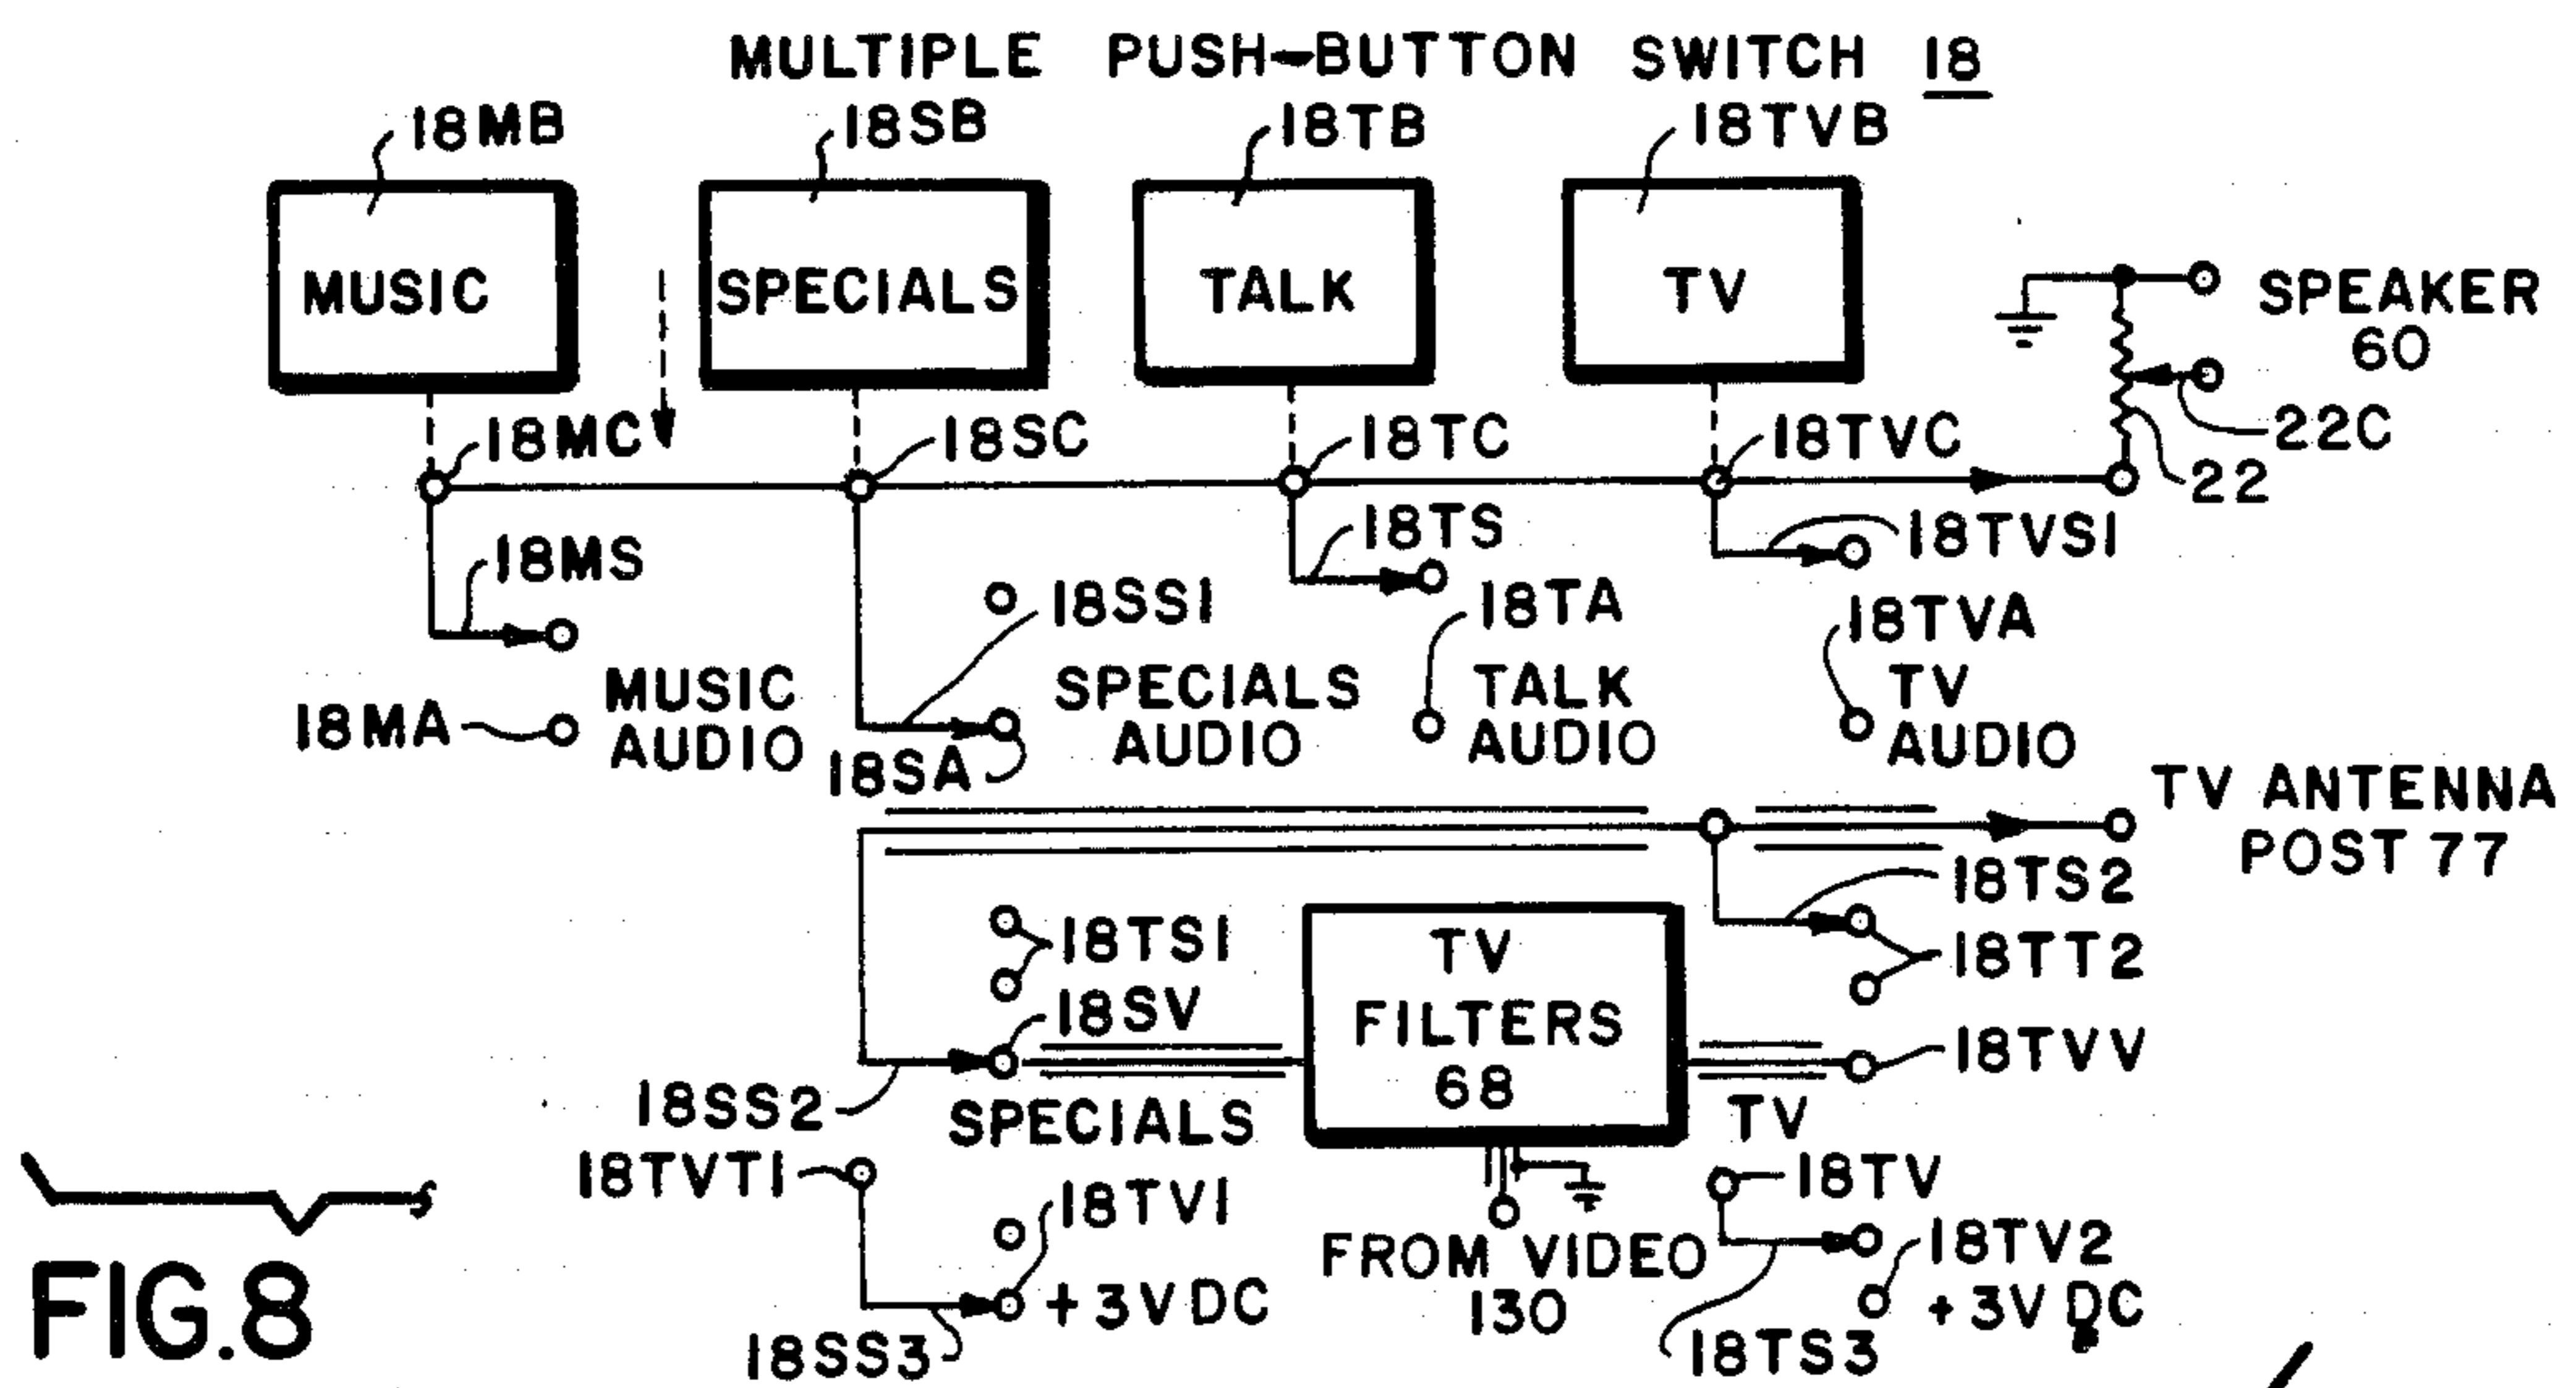 MULTIPLE PUSH-BUTTON SWITCH 18
18MB 18SB 18TB 18TVB
MUSIC SPECIALS TALK TV
SPEAKER
60
22C
22
18MC 18SC 18TC 18TVC
18MS 18SS1 18TS 18TVS1
18MA
MUSIC
AUDIO
18SA
SPECIALS
AUDIO
18TA
TALK
AUDIO
18TVA
TV
AUDIO
TV ANTENNA
POST 77
18TS2
18TS1
18TT2
18SV
TV
FILTERS
68
18TVV
18SS2
SPECIALS
TV
18TVT1
18TV1
+3V DC
18SS3
FROM VIDEO
130
18TV
18TV2
+3V DC
18TS3
FIG.8